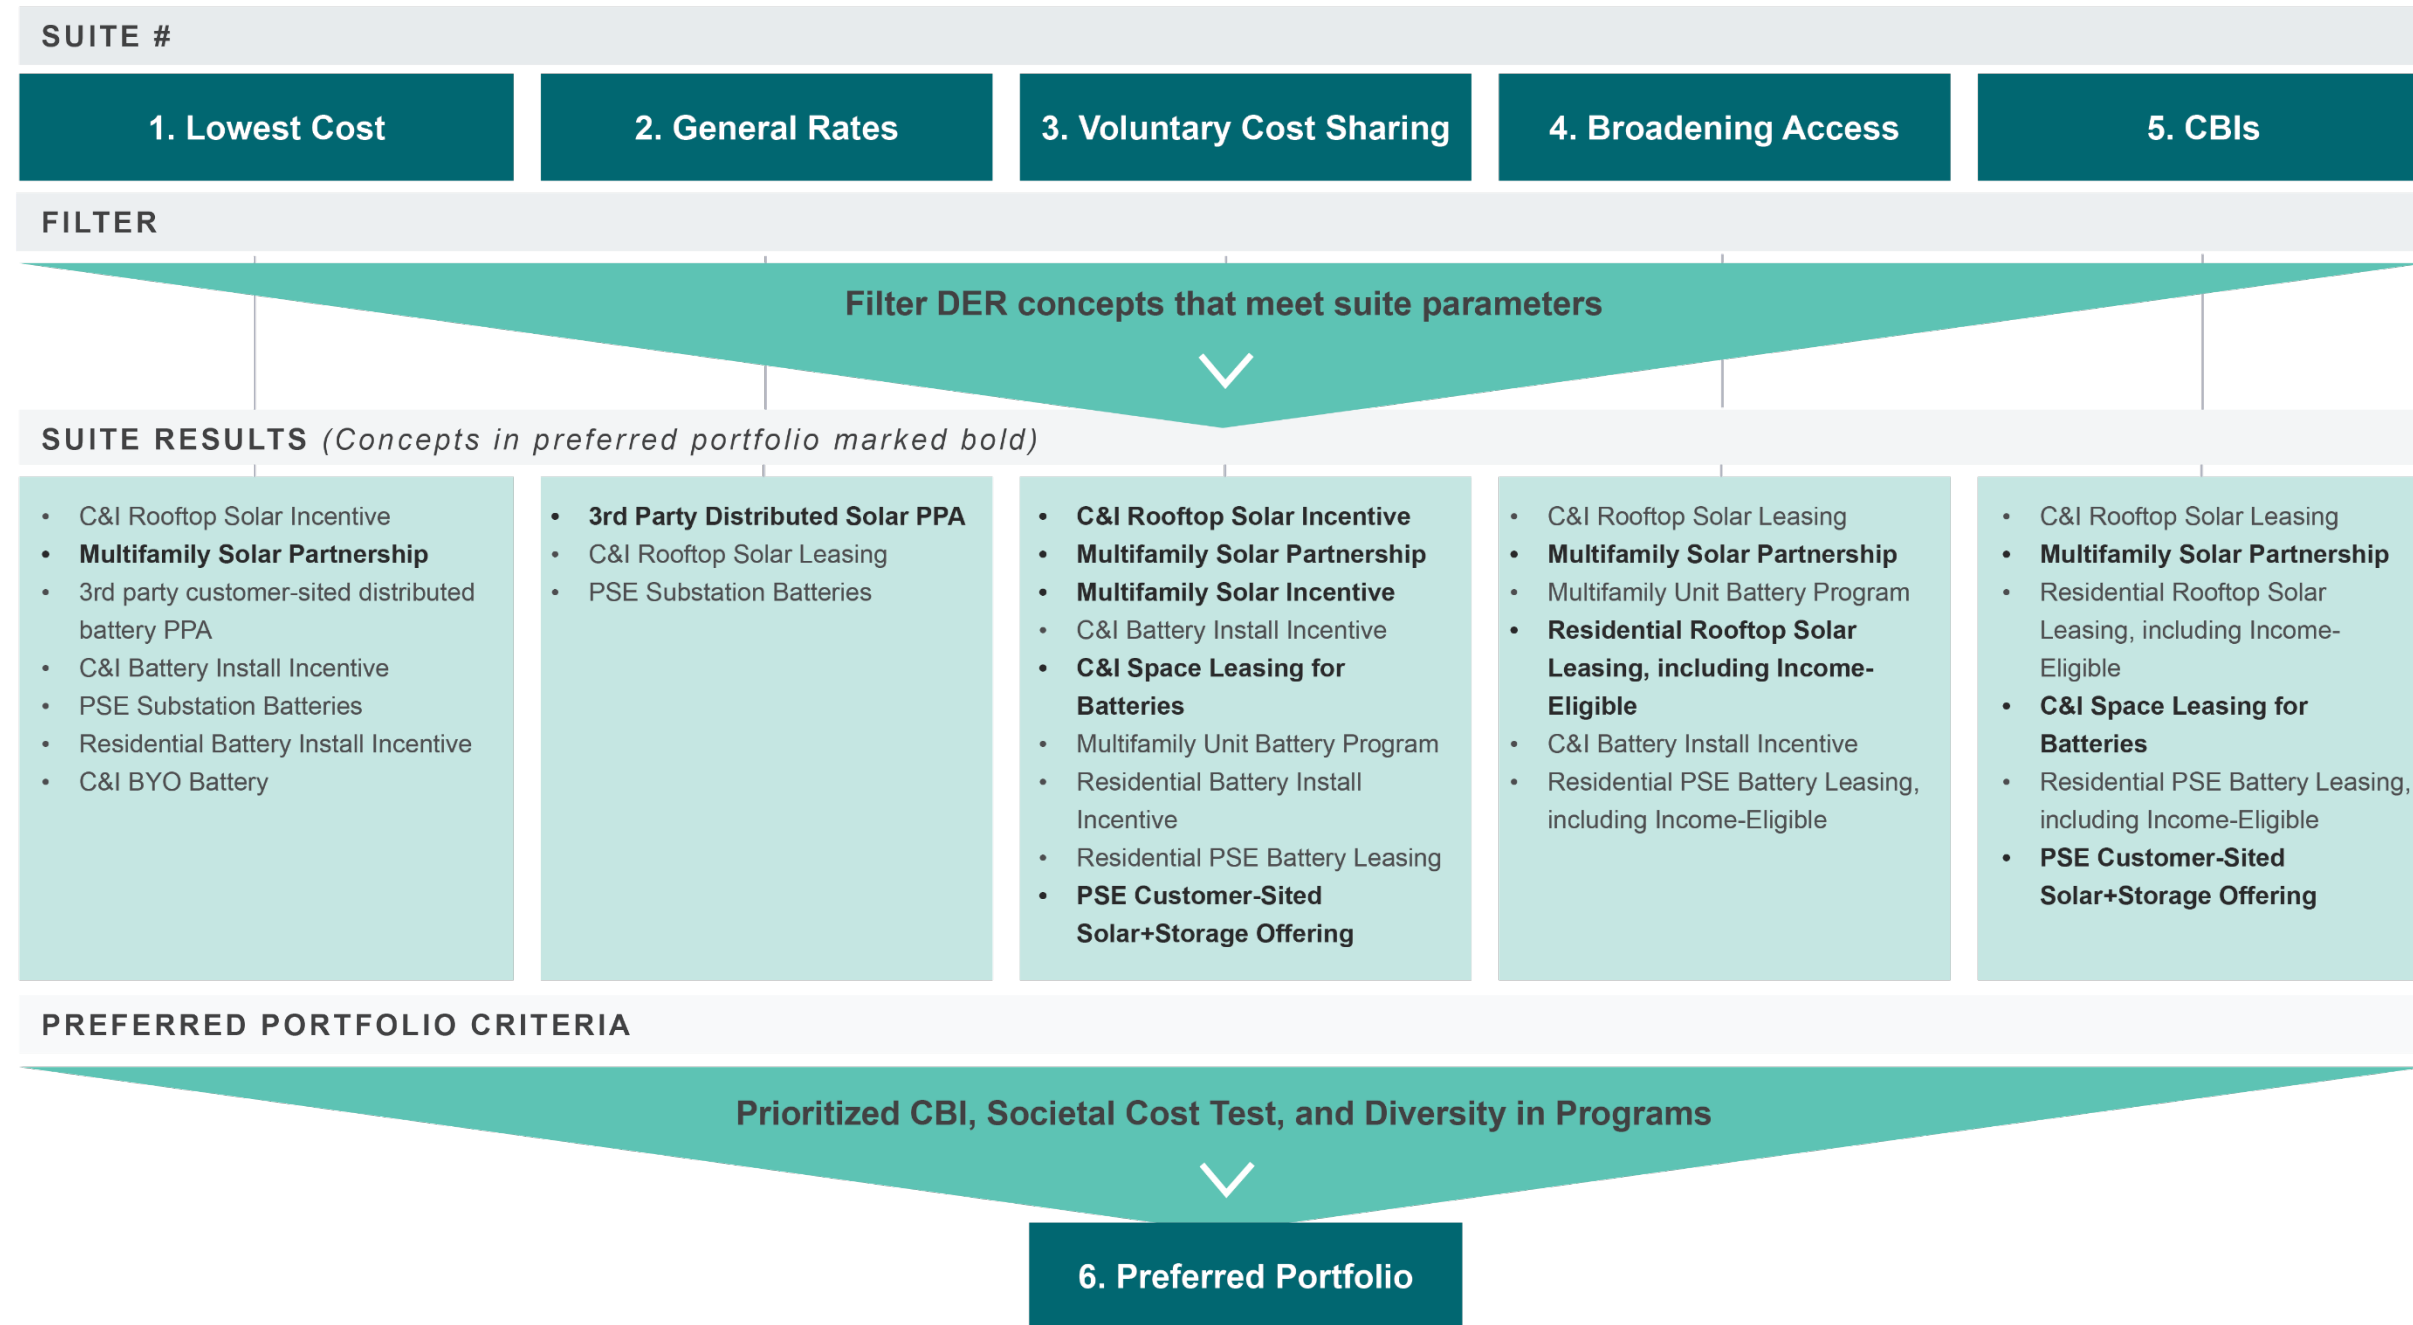 SUITE #
1. Lowest Cost
2. General Rates
3. Voluntary Cost Sharing
4. Broadening Access
5. CBIs
FILTER
Filter DER concepts that meet suite parameters
SUITE RESULTS (Concepts in preferred portfolio marked bold)
• C&I Rooftop Solar Incentive
• Multifamily Solar Partnership
• 3rd party customer-sited distributed
battery PPA
• C&I Battery Install Incentive
• PSE Substation Batteries
• Residential Battery Install Incentive
• C&I BYO Battery
• 3rd Party Distributed Solar PPA
• C&I Rooftop Solar Leasing
• PSE Substation Batteries
• C&I Rooftop Solar Incentive
• Multifamily Solar Partnership
• Multifamily Solar Incentive
• C&I Battery Install Incentive
• C&I Space Leasing for
Batteries
• Multifamily Unit Battery Program
• Residential Battery Install
Incentive
• Residential PSE Battery Leasing
• PSE Customer-Sited
Solar+Storage Offering
• C&I Rooftop Solar Leasing
• Multifamily Solar Partnership
• Multifamily Unit Battery Program
• Residential Rooftop Solar
Leasing, including Income-
Eligible
• C&I Battery Install Incentive
• Residential PSE Battery Leasing,
including Income-Eligible
• C&I Rooftop Solar Leasing
• Multifamily Solar Partnership
• Residential Rooftop Solar
Leasing, including Income-
Eligible
• C&I Space Leasing for
Batteries
• Residential PSE Battery Leasing,
including Income-Eligible
• PSE Customer-Sited
Solar+Storage Offering
PREFERRED PORTFOLIO CRITERIA
Prioritized CBI, Societal Cost Test, and Diversity in Programs
6. Preferred Portfolio